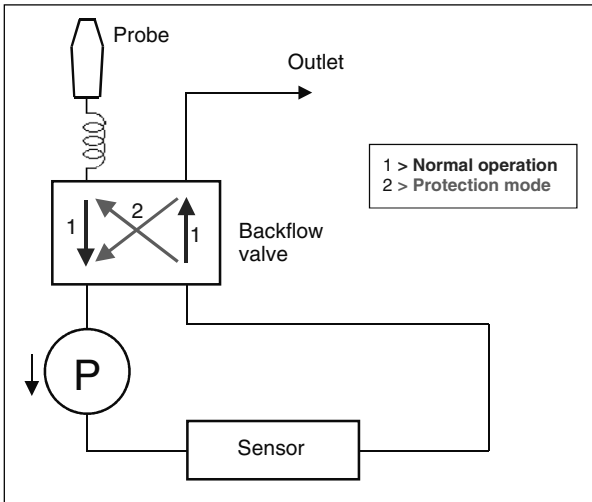 Probe
Outlet
1 > Normal operation
2 > Protection mode
1
2
1
Backflow
valve
P
Sensor